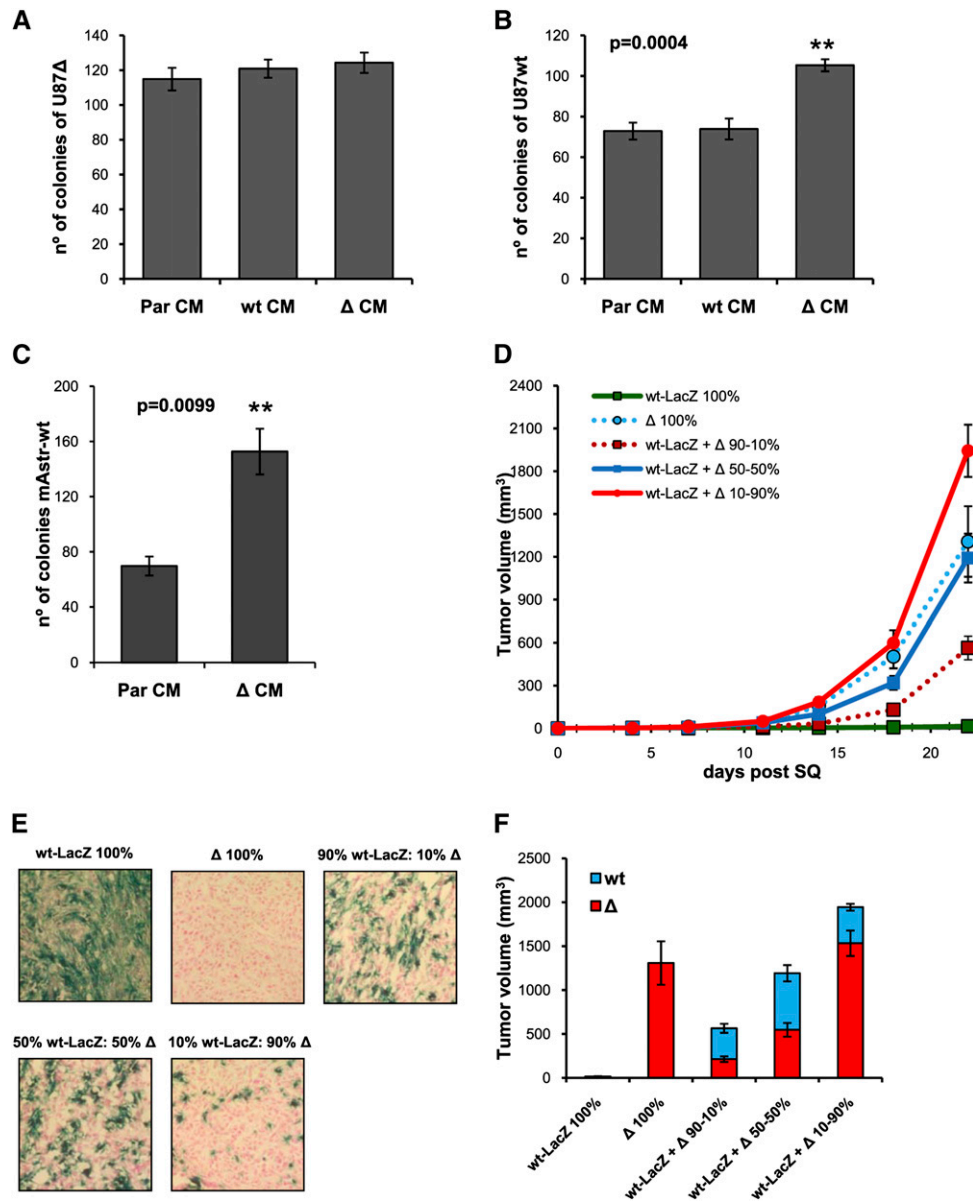 A
nº of colonies of U87Δ
140
120
100
80
60
40
20
0
Par CM wt CM Δ CM
B
nº of colonies of U87wt
p=0.0004
**
120
100
80
60
40
20
0
Par CM wt CM Δ CM
C
nº of colonies mAstr-wt
p=0.0099
**
200
160
120
80
40
0
Par CM Δ CM
D
Tumor volume (mm³)
2400
2100
1800
1500
1200
900
600
300
0
wt-LacZ 100%
Δ 100%
wt-LacZ + Δ 90-10%
wt-LacZ + Δ 50-50%
wt-LacZ + Δ 10-90%
0 5 10 15 20
days post SQ
E
wt-LacZ 100% Δ 100% 90% wt-LacZ: 10% Δ
50% wt-LacZ: 50% Δ 10% wt-LacZ: 90% Δ
F
Tumor volume (mm³)
2500
2000
1500
1000
500
0
wt
Δ
wt-LacZ 100%
Δ 100%
wt-LacZ + Δ 90-10%
wt-LacZ + Δ 50-50%
wt-LacZ + Δ 10-90%